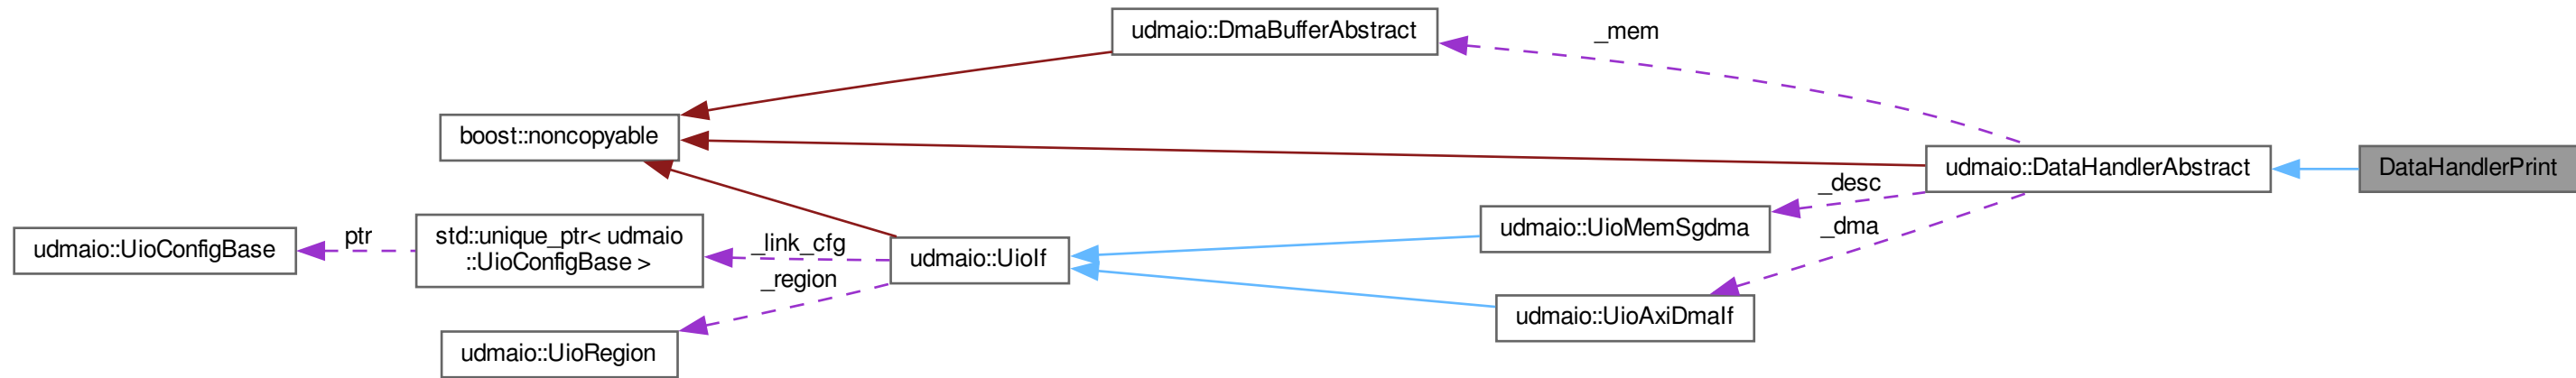 udmaio::DmaBufferAbstract
_mem
boost::noncopyable
udmaio::DataHandlerAbstract
DataHandlerPrint
_desc
udmaio::UioMemSgdma
_dma
udmaio::UioConfigBase
ptr
std::unique_ptr< udmaio
::UioConfigBase >
_link_cfg
udmaio::UioIf
_region
udmaio::UioAxiDmaIf
udmaio::UioRegion